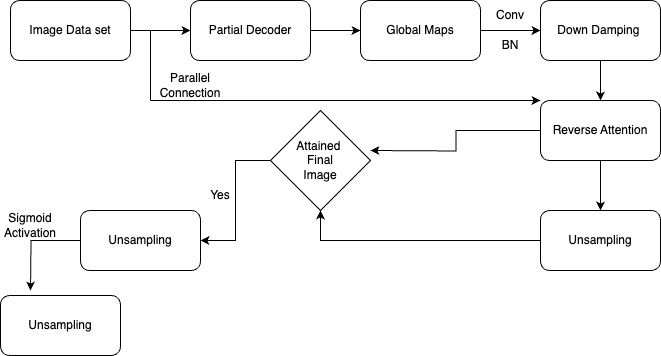 Image Data set
Partial Decoder
Global Maps
Conv
BN
Down Damping
Parallel
Connection
Reverse Attention
Attained
Final
Image
Yes
Unsampling
Sigmoid
Activation
Unsampling
Unsampling